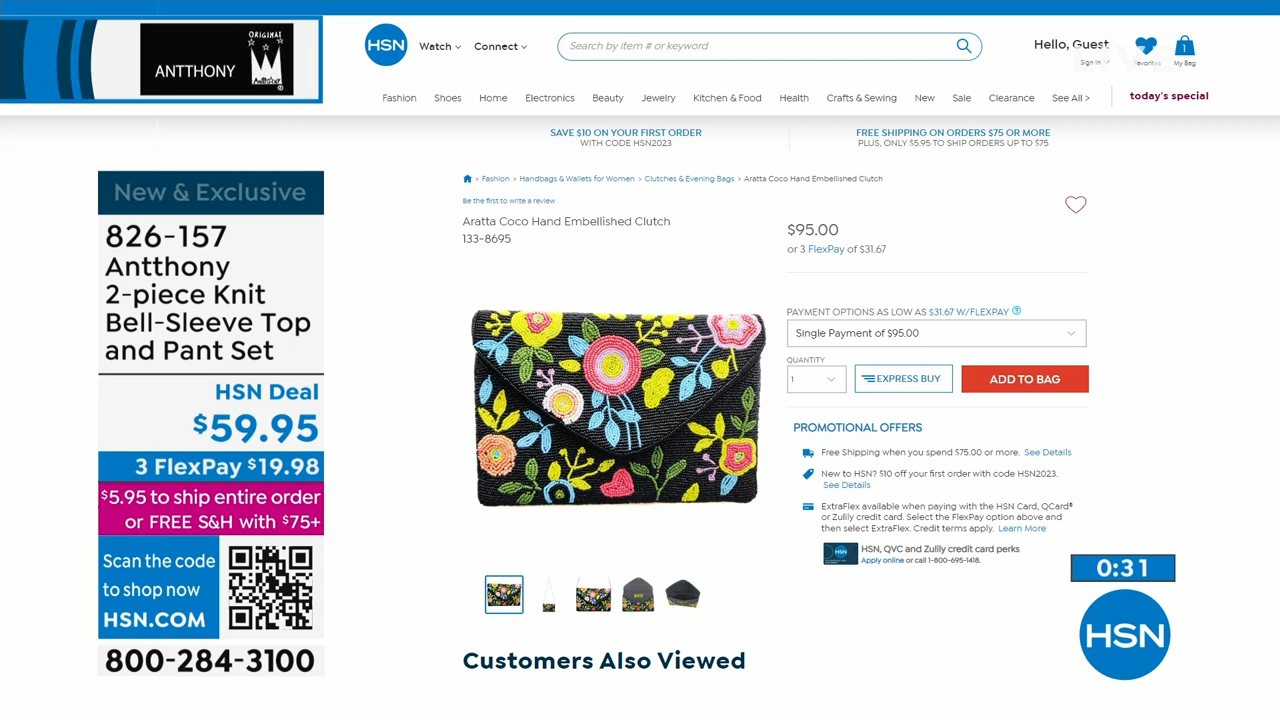 ANTTHONY
ORIGINAL
HSN
Watch
Connect
Search by item # or keyword
Hello, Guest
Sign In
Favorites
1
My Bag
Fashion
Shoes
Home
Electronics
Beauty
Jewelry
Kitchen & Food
Health
Crafts & Sewing
New
Sale
Clearance
See All >
today's special
SAVE $10 ON YOUR FIRST ORDER
WITH CODE HSN2023
FREE SHIPPING ON ORDERS $75 OR MORE
PLUS, ONLY $5.95 TO SHIP ORDERS UP TO $75
New & Exclusive
826-157
Antthony
2-piece Knit
Bell-Sleeve Top
and Pant Set
HSN Deal
$59.95
3 FlexPay $19.98
$5.95 to ship entire order
or FREE S&H with $75+
Scan the code
to shop now
HSN.COM
800-284-3100
> Fashion > Handbags & Wallets for Women > Clutches & Evening Bags > Aratta Coco Hand Embellished Clutch
Be the first to write a review
Aratta Coco Hand Embellished Clutch
133-8695
$95.00
or 3 FlexPay of $31.67
PAYMENT OPTIONS AS LOW AS $31.67 W/FLEXPAY ?
Single Payment of $95.00
QUANTITY
1
EXPRESS BUY
ADD TO BAG
PROMOTIONAL OFFERS
Free Shipping when you spend $75.00 or more. See Details
New to HSN? $10 off your first order with code HSN2023.
See Details
ExtraFlex available when paying with the HSN Card, QCard®
or Zulily credit card. Select the FlexPay option above and
then select ExtraFlex. Credit terms apply. Learn More
HSN
HSN, QVC and Zulily credit card perks
Apply online or call 1-800-695-1418.
0:31
HSN
Customers Also Viewed